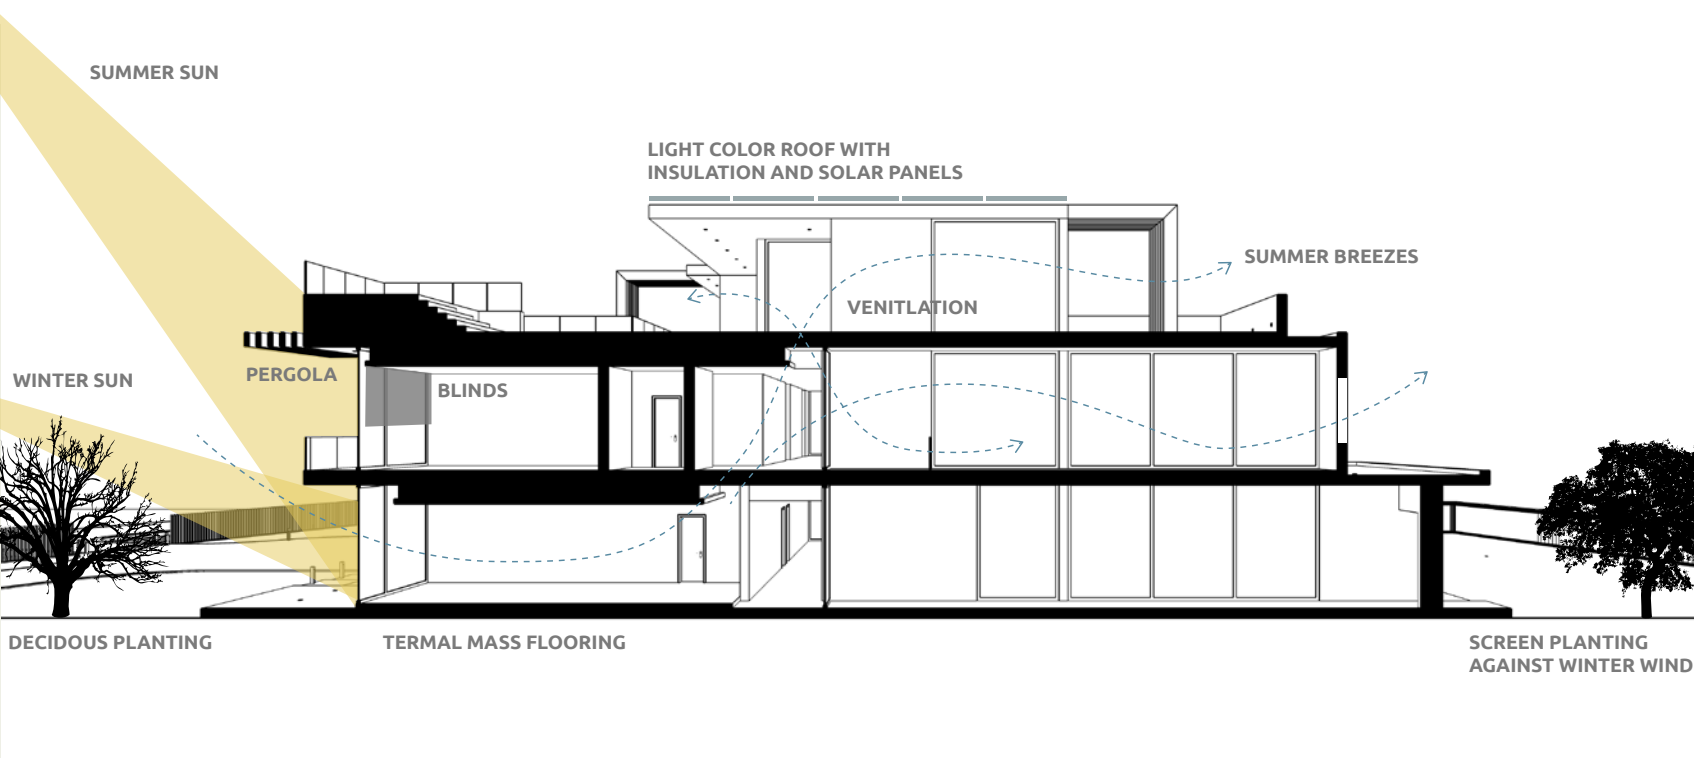 SUMMER SUN
LIGHT COLOR ROOF WITH
INSULATION AND SOLAR PANELS
SUMMER BREEZES
VENITLATION
WINTER SUN
PERGOLA
BLINDS
DECIDOUS PLANTING
TERMAL MASS FLOORING
SCREEN PLANTING
AGAINST WINTER WIND